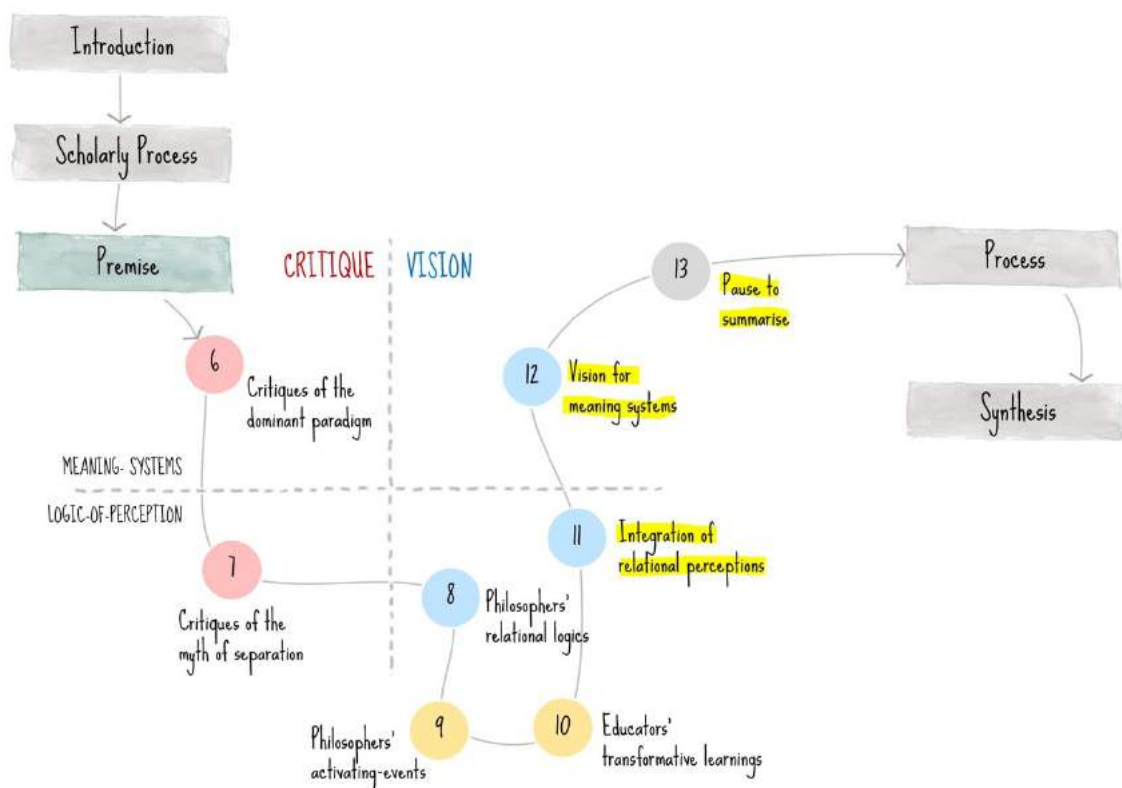 Introduction
Scholarly Process
Premise
CRITIQUE
VISION
6
Critiques of the
dominant paradigm
MEANING- SYSTEMS
LOGIC-OF-PERCEPTION
7
Critiques of the
myth of separation
8
Philosophers'
relational logics
9
Philosophers'
activating-events
10
Educators'
transformative learnings
11
Integration of
relational perceptions
12
Vision for
meaning systems
13
Pause to
summarise
Process
Synthesis